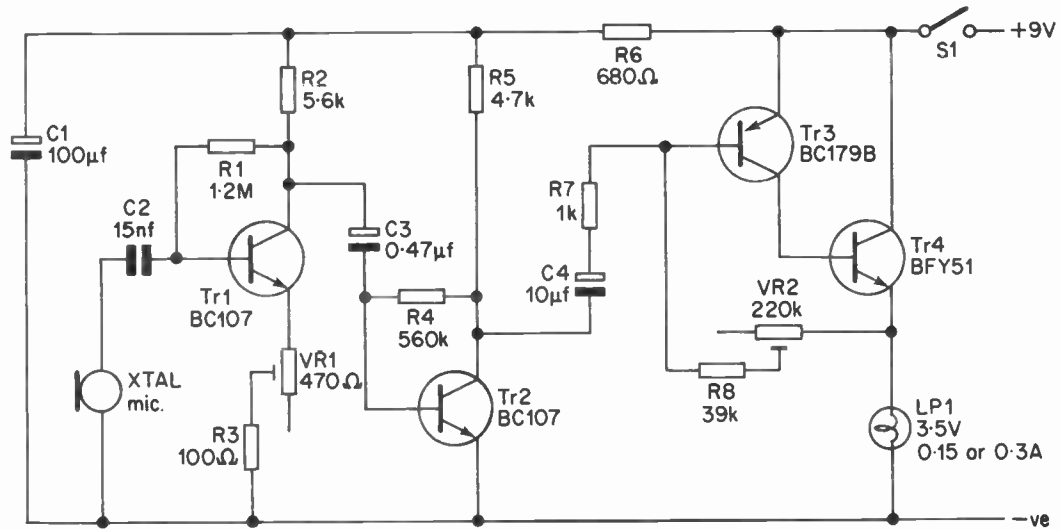 +9V
S1
R6
680Ω
R2
5·6k
R5
4·7k
C1
100µf
R1
1·2M
Tr3
BC179B
R7
1k
C2
15nf
C3
0·47µf
Tr4
BFY51
C4
10µf
VR2
220k
Tr1
BC107
R4
560k
XTAL
mic.
VR1
470Ω
R8
39k
Tr2
BC107
R3
100Ω
LP1
3·5V
0·15 or 0·3A
−ve